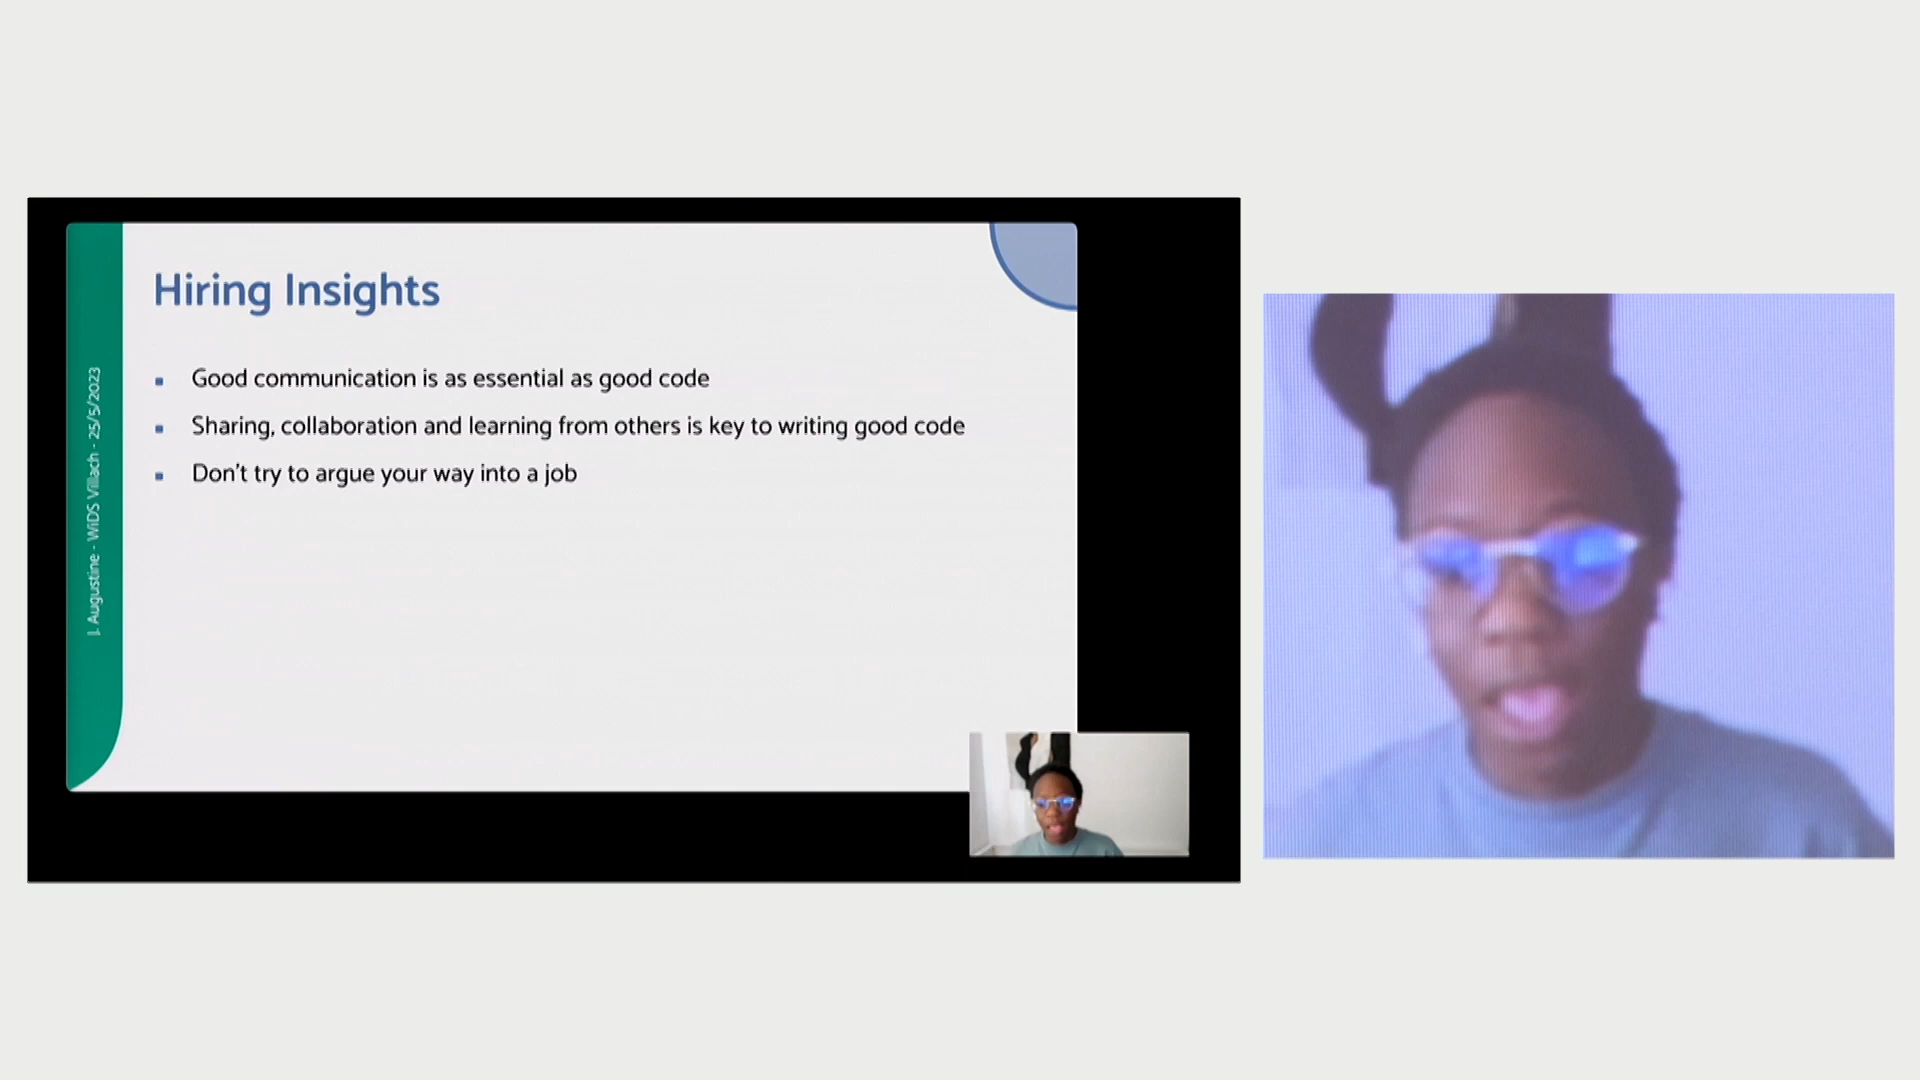 Hiring Insights
Good communication is as essential as good code
Sharing, collaboration and learning from others is key to writing good code
Don't try to argue your way into a job
J. Augustine - WiDS Villach - 25/5/2023